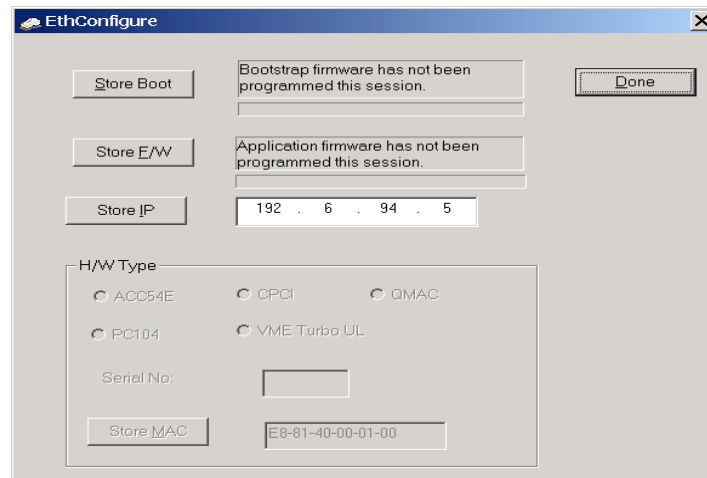 EthConfigure
Store Boot
Bootstrap firmware has not been
programmed this session.
Done
Store F/W
Application firmware has not been
programmed this session.
Store IP
192 . 6 . 94 . 5
H/W Type
ACC54E
CPCI
QMAC
PC104
VME Turbo UL
Serial No:
Store MAC
E8-81-40-00-01-00